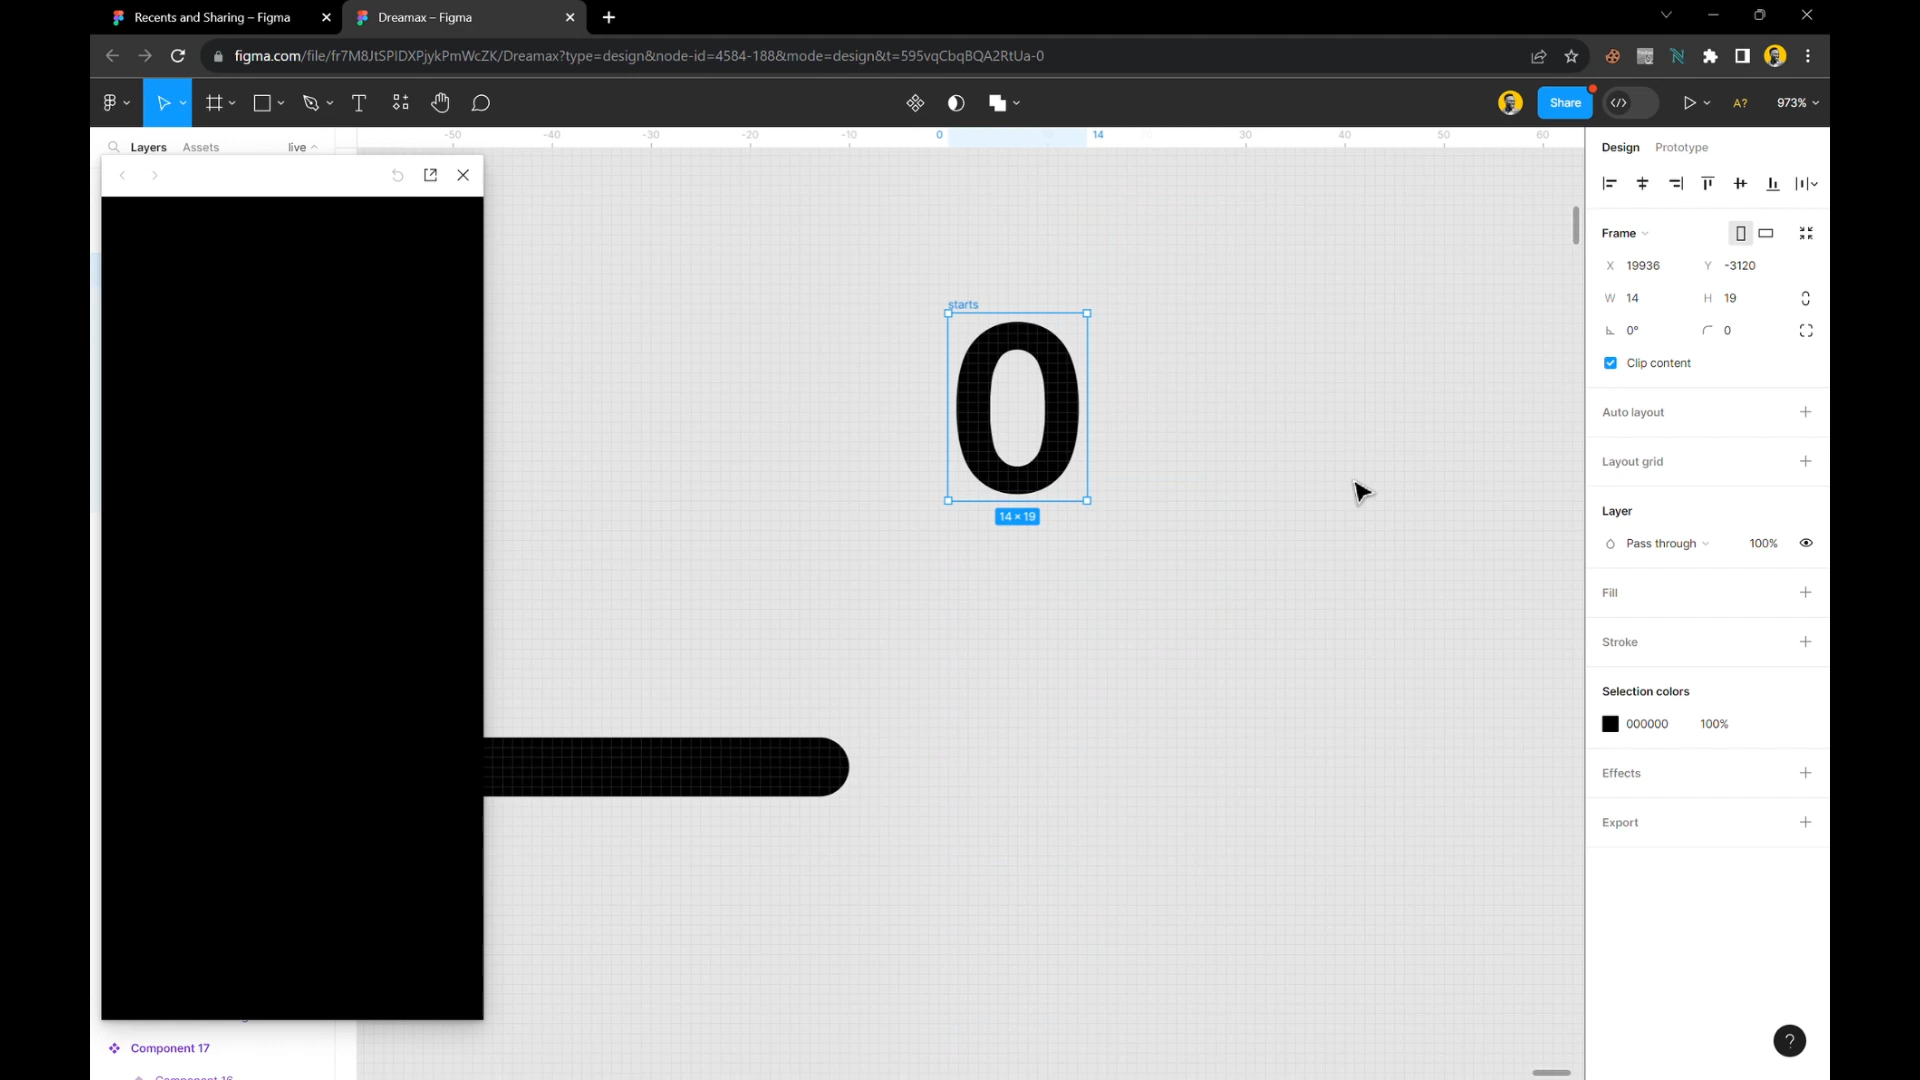 Recents and Sharing – Figma
Dreamax – Figma
figma.com/file/fr7M8JtSPIDXPjykPmWcZK/Dreamax?type=design&node-id=4584-188&mode=design&t=595vqCbqBQA2RtUa-0
Share
A?
973%
Layers
Assets
live
-50
-40
-30
-20
-10
0
14
30
40
50
60
Design
Prototype
Frame
X 19936
Y -3120
W 14
H 19
0°
0
Clip content
Auto layout
Layout grid
Layer
Pass through
100%
Fill
Stroke
Selection colors
000000
100%
Effects
Export
starts
0
14 × 19
Component 17
Component 16
?